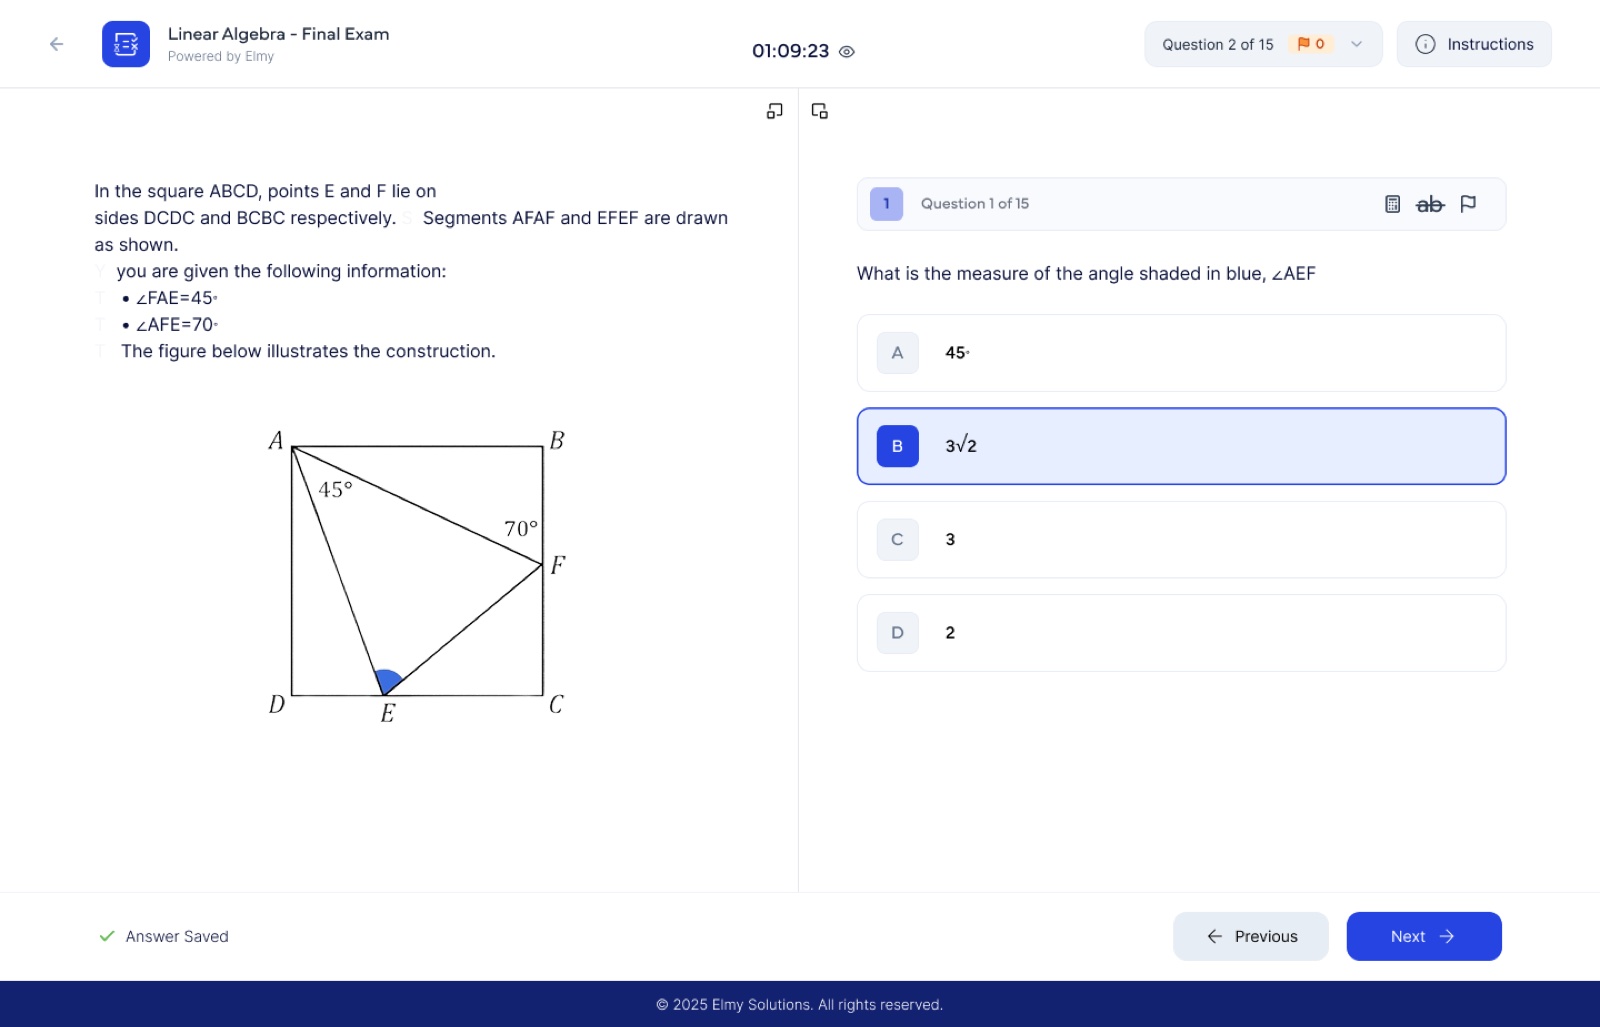 Linear Algebra - Final Exam
Powered by Elmy
01:09:23
Question 2 of 15
0
Instructions
In the square ABCD, points E and F lie on
sides DCDC and BCBC respectively. S Segments AFAF and EFEF are drawn
as shown.
Y you are given the following information:
T • ∠FAE=45∘
T • ∠AFE=70∘
T The figure below illustrates the construction.
A
B
45°
70°
F
D
E
C
1
Question 1 of 15
ab
What is the measure of the angle shaded in blue, ∠AEF
A 45∘
B 3√2
C 3
D 2
Answer Saved
Previous
Next
© 2025 Elmy Solutions. All rights reserved.